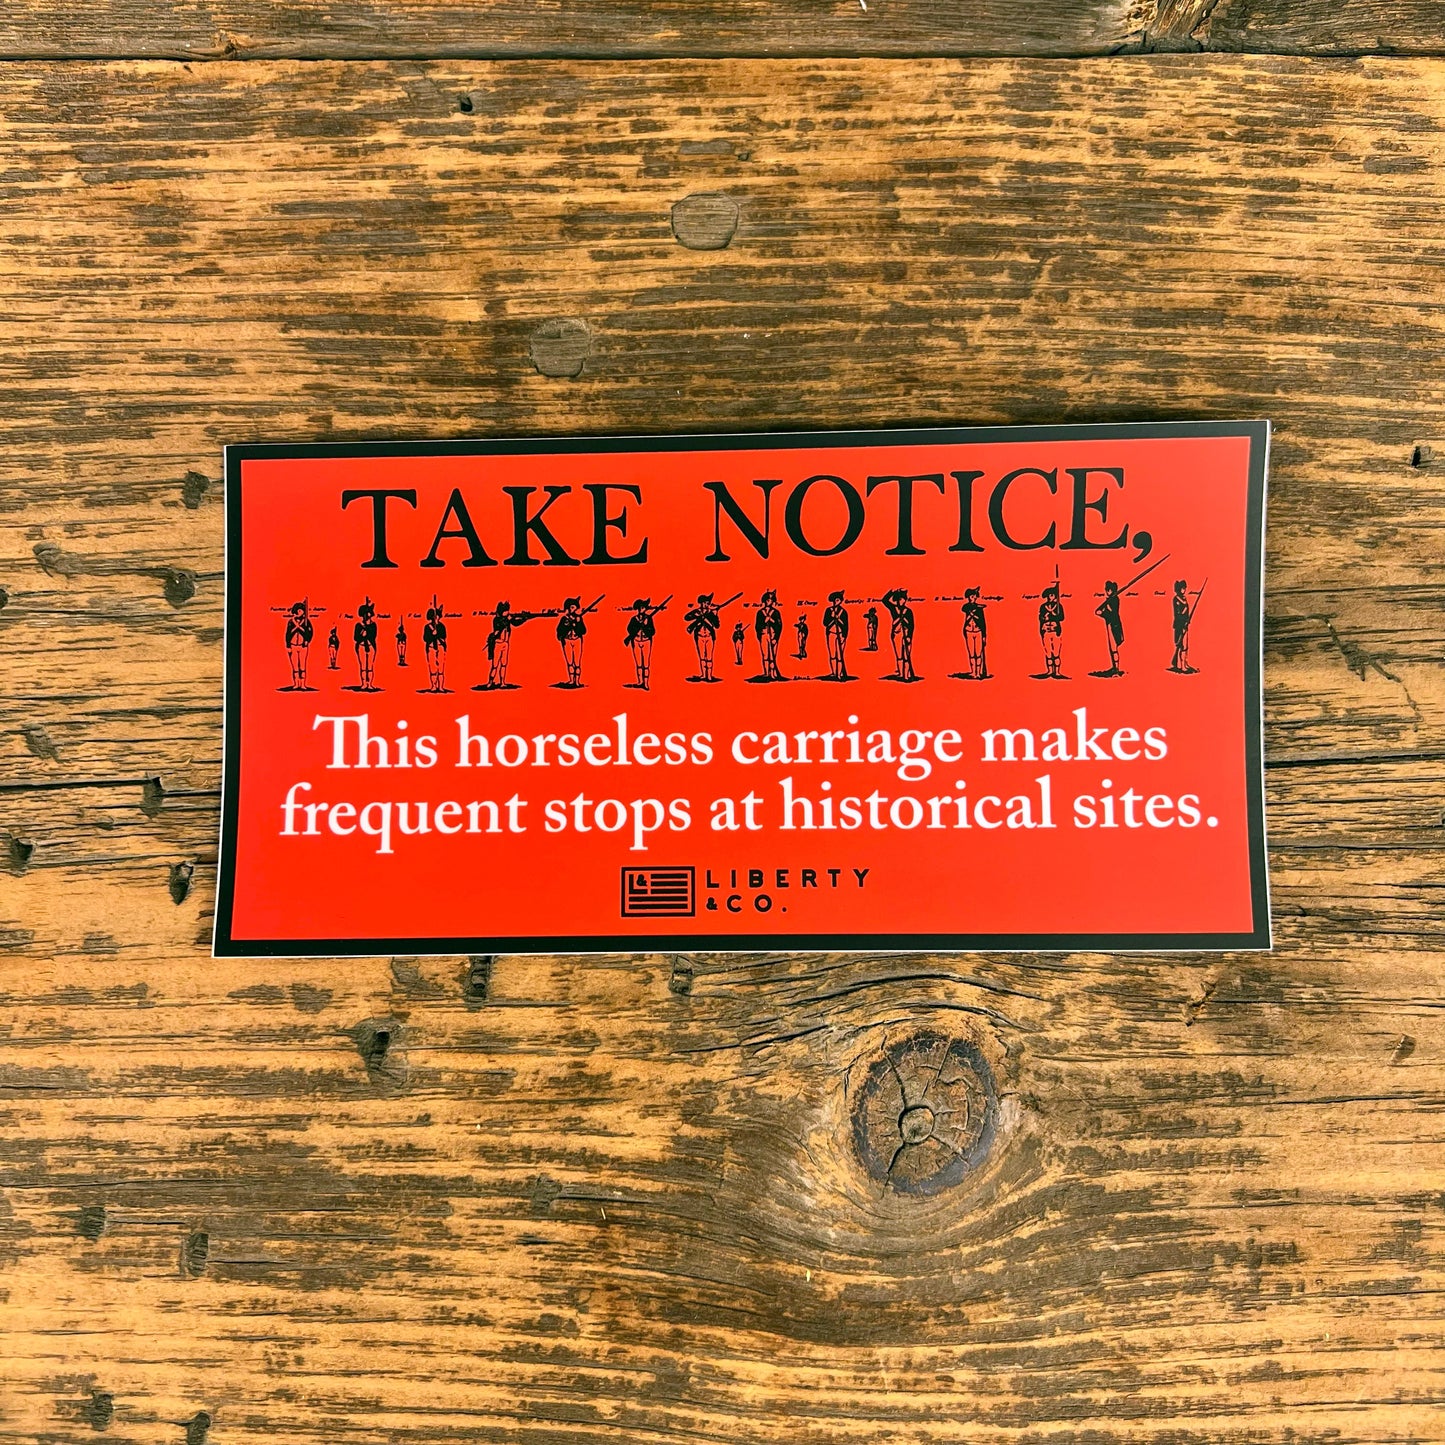 TAKE NOTICE,
This horseless carriage makes
frequent stops at historical sites.
L&
LIBERTY
&CO.